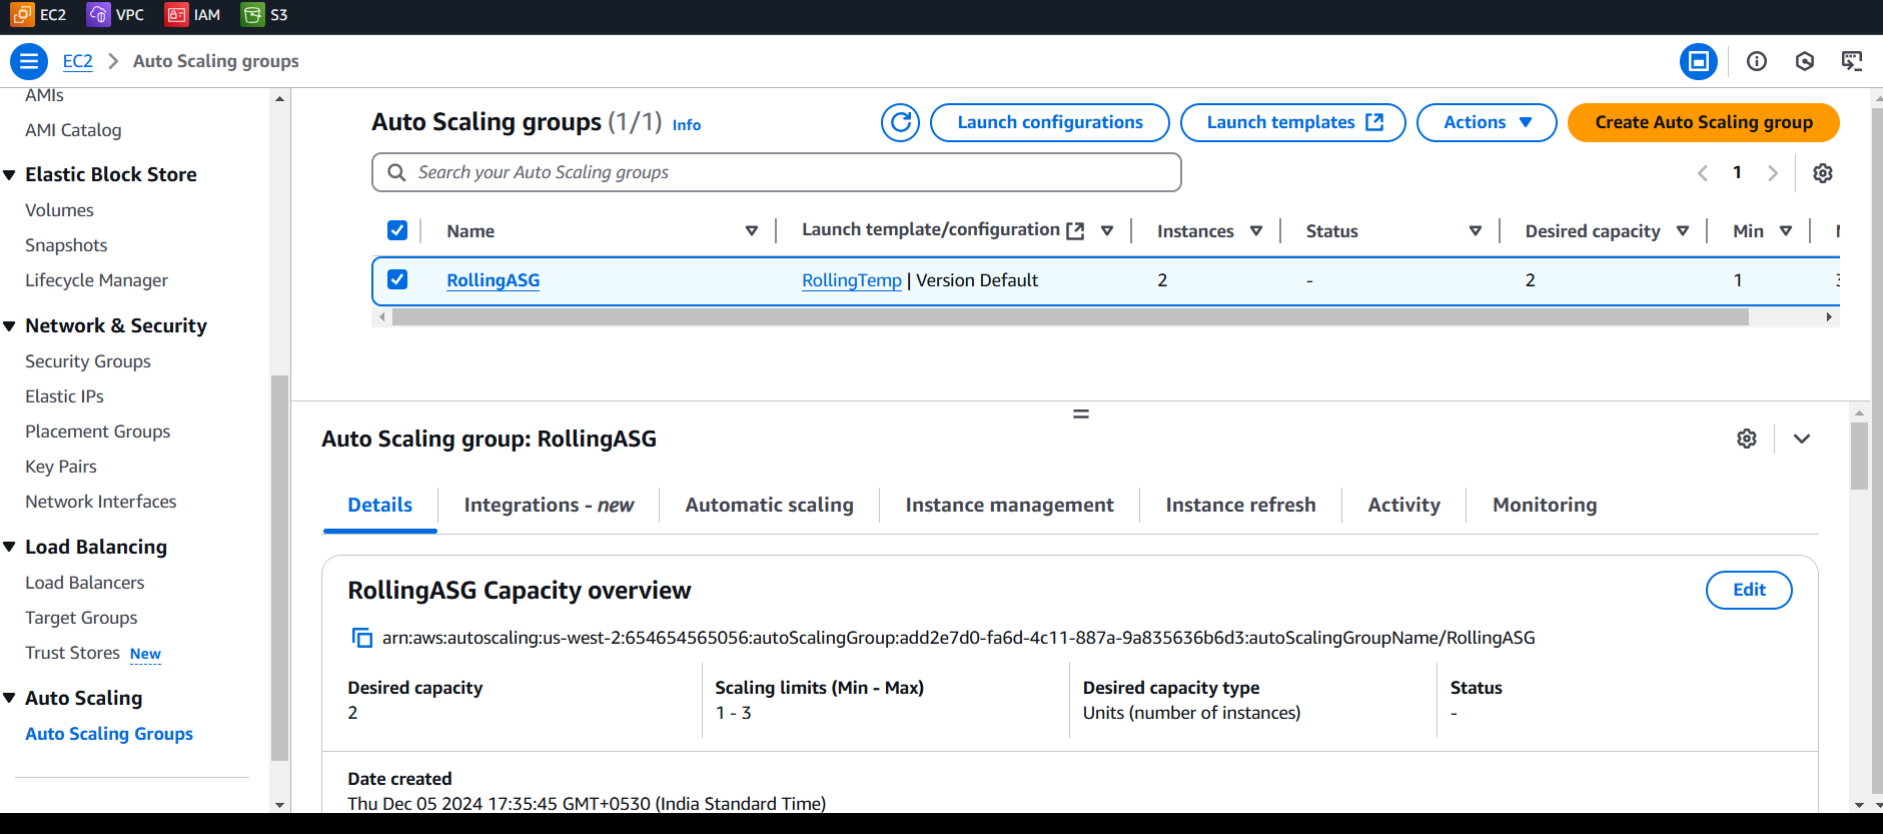 EC2 VPC IAM S3
EC2 > Auto Scaling groups
AMIs
AMI Catalog
Elastic Block Store
Volumes
Snapshots
Lifecycle Manager
Network & Security
Security Groups
Elastic IPs
Placement Groups
Key Pairs
Network Interfaces
Load Balancing
Load Balancers
Target Groups
Trust Stores New
Auto Scaling
Auto Scaling Groups
Auto Scaling groups (1/1) Info
Launch configurations
Launch templates
Actions
Create Auto Scaling group
Search your Auto Scaling groups
1
Name Launch template/configuration Instances Status Desired capacity Min
RollingASG RollingTemp | Version Default 2 - 2 1
Auto Scaling group: RollingASG
Details Integrations - new Automatic scaling Instance management Instance refresh Activity Monitoring
RollingASG Capacity overview
Edit
arn:aws:autoscaling:us-west-2:654654565056:autoScalingGroup:add2e7d0-fa6d-4c11-887a-9a835636b6d3:autoScalingGroupName/RollingASG
Desired capacity Scaling limits (Min - Max) Desired capacity type Status
2 1 - 3 Units (number of instances) -
Date created
Thu Dec 05 2024 17:35:45 GMT+0530 (India Standard Time)